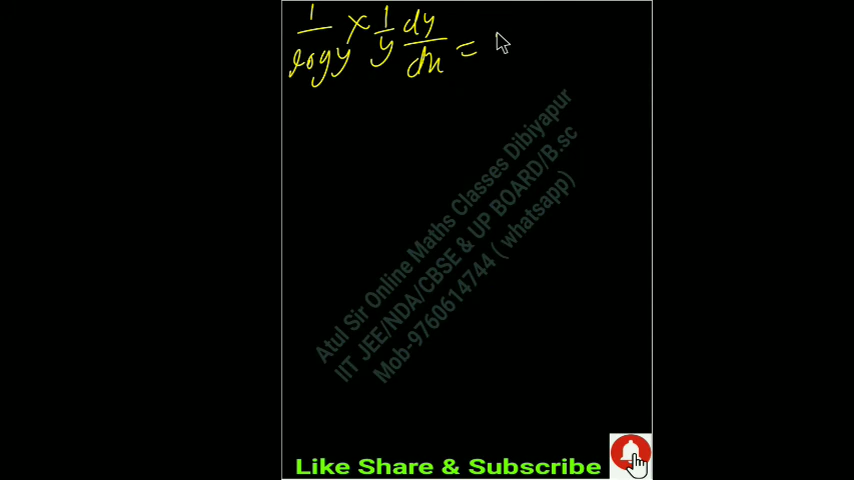 1/logy × 1/y dy/dx =
Atul Sir Online Maths Classes Dibiyapur
IIT JEE/NDA/CBSE & UP BOARD/B.sc
Mob-9760614744 ( whatsapp)
Like Share & Subscribe